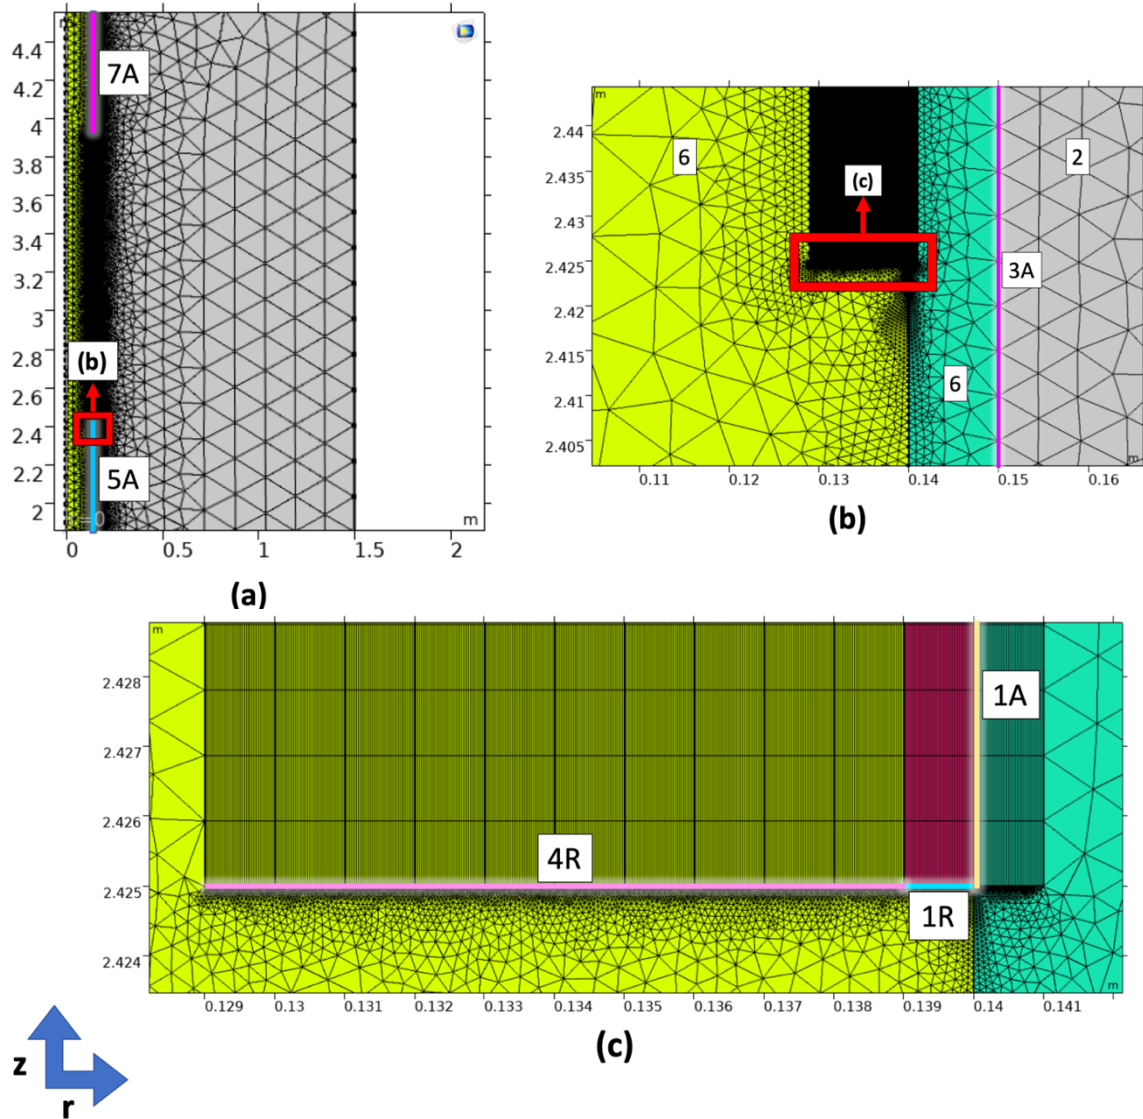 m
4.4
4.2
4
3.8
3.6
3.4
3.2
3
2.8
2.6
2.4
2.2
2
7A
(b)
5A
=0
m
0 0.5 1 1.5 2
(a)
m
2.44
2.435
2.43
2.425
2.42
2.415
2.41
2.405
6
(c)
2
3A
6
m
0.11 0.12 0.13 0.14 0.15 0.16
(b)
m
2.428
2.427
2.426
2.425
2.424
1A
4R
1R
m
0.129 0.13 0.131 0.132 0.133 0.134 0.135 0.136 0.137 0.138 0.139 0.14 0.141
(c)
z
r